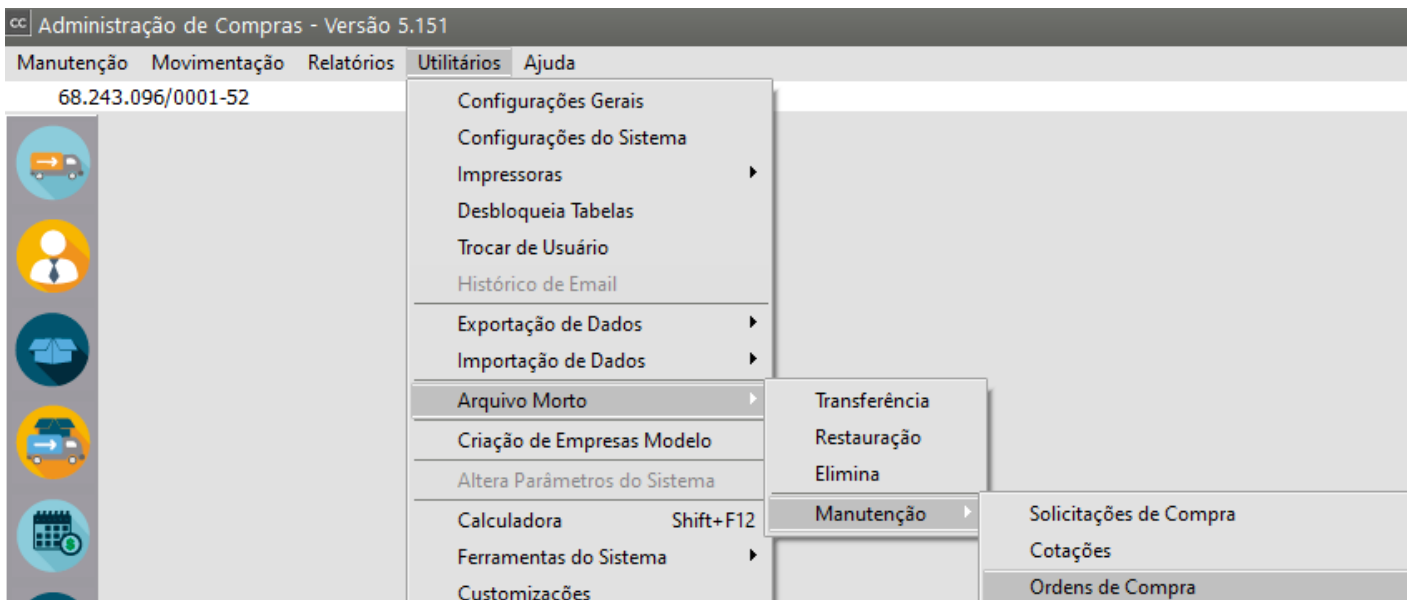 cc Administração de Compras - Versão 5.151
Manutenção Movimentação Relatórios Utilitários Ajuda
68.243.096/0001-52
Configurações Gerais
Configurações do Sistema
Impressoras
Desbloqueia Tabelas
Trocar de Usuário
Histórico de Email
Exportação de Dados
Importação de Dados
Arquivo Morto
Criação de Empresas Modelo
Altera Parâmetros do Sistema
Calculadora Shift+F12
Ferramentas do Sistema
Customizações
Transferência
Restauração
Elimina
Manutenção
Solicitações de Compra
Cotações
Ordens de Compra